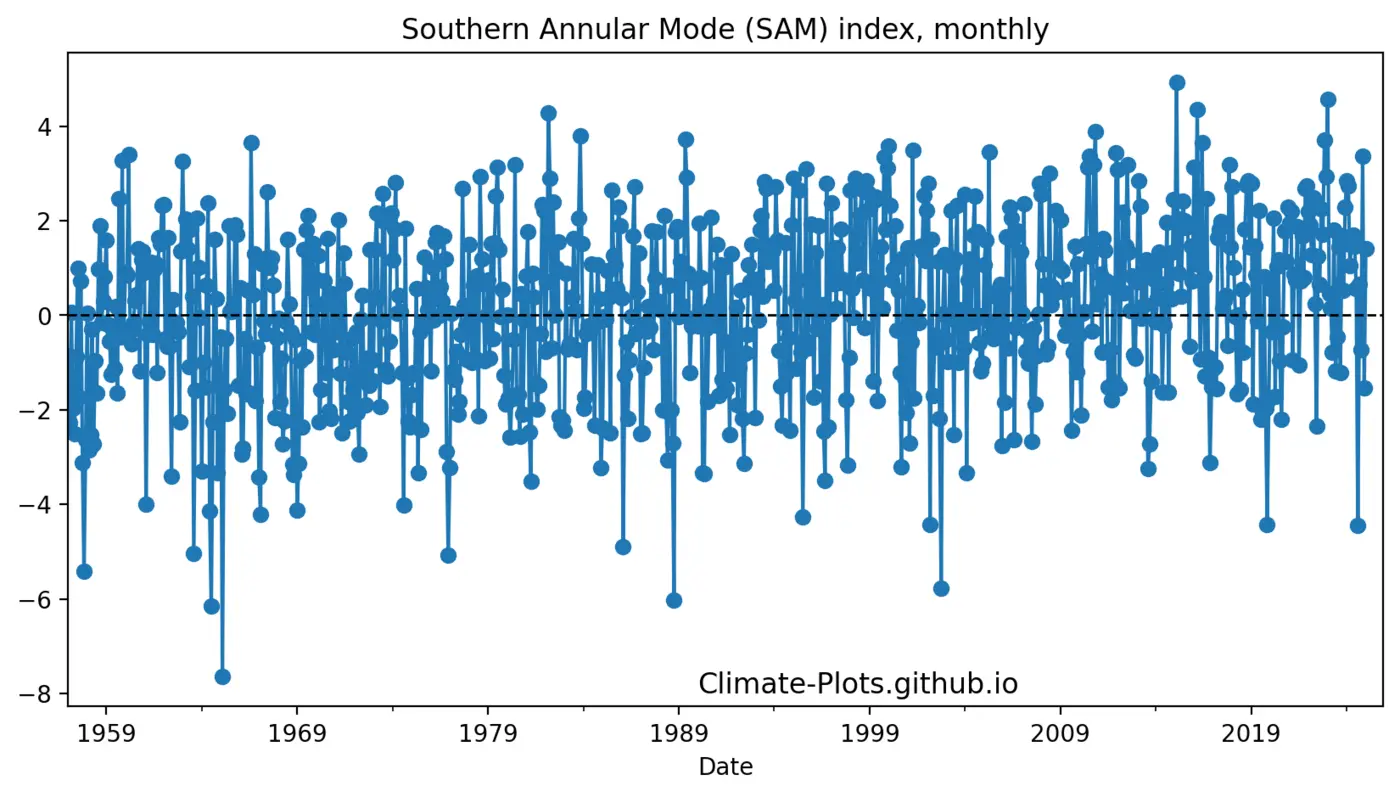 Southern Annular Mode (SAM) index, monthly
4
2
0
−2
−4
−6
−8
Climate-Plots.github.io
1959 1969 1979 1989 1999 2009 2019
Date